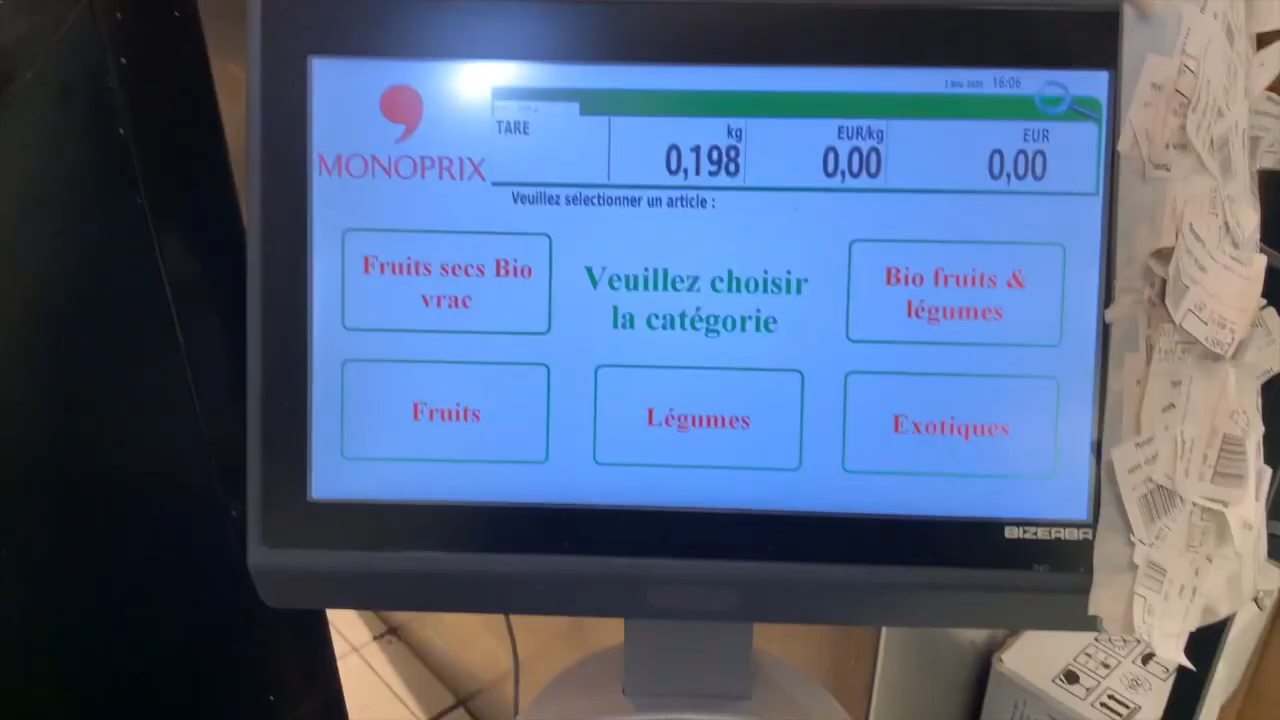 16:06
MONOPRIX
TARE
kg
EUR/kg
EUR
0,198
0,00
0,00
Veuillez sélectionner un article :
Fruits secs Bio
vrac
Veuillez choisir
la catégorie
Bio fruits &
légumes
Fruits
Légumes
Exotiques
BIZERBA